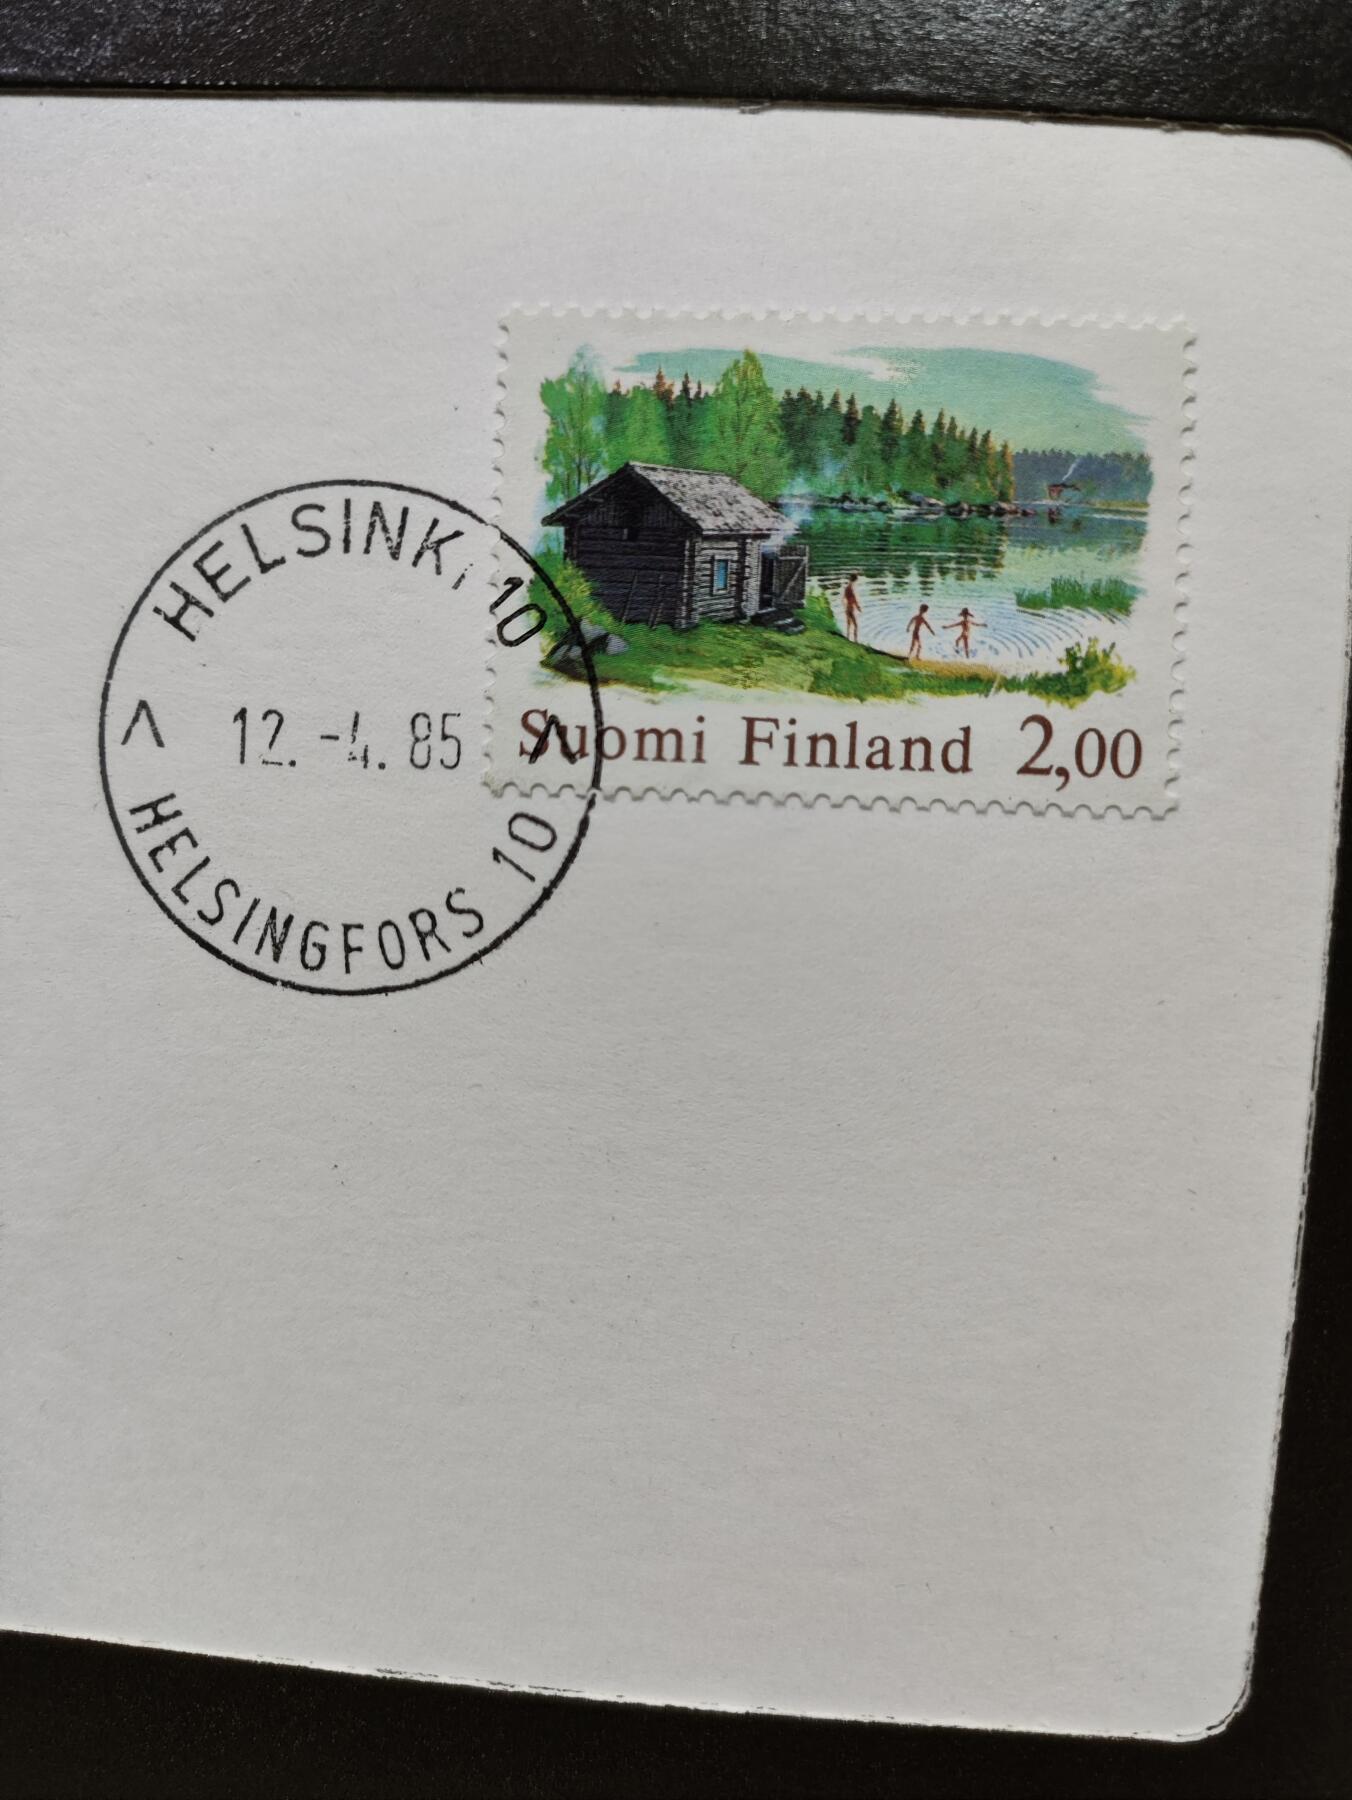 HELSINKI 10
12.-4.85
HELSINGFORS 10
Suomi Finland 2,00